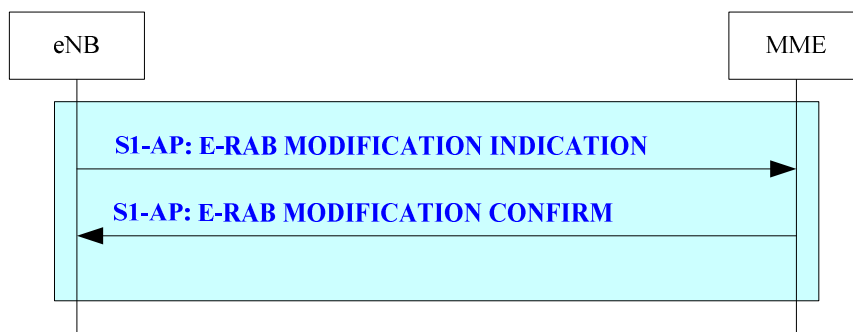 eNB
MME
S1-AP: E-RAB MODIFICATION INDICATION
S1-AP: E-RAB MODIFICATION CONFIRM